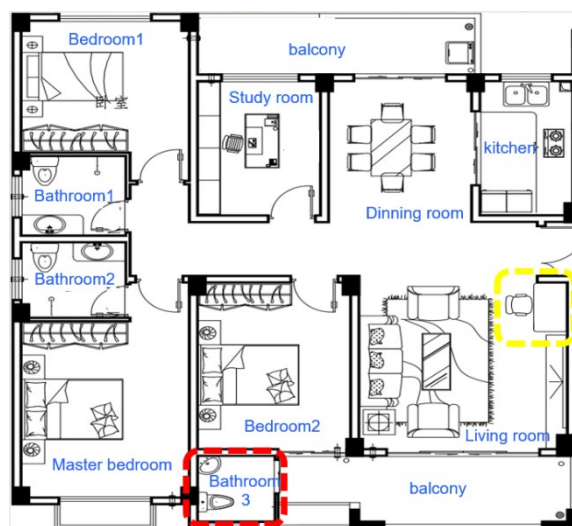 Bedroom1
balcony
卧室
Study room
kitchen
Bathroom1
Dinning room
Bathroom2
Bedroom2
Living room
Master bedroom
Bathroom
3
balcony